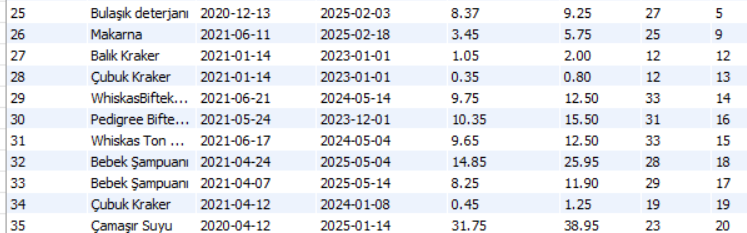 25 Bulaşık deterjanı 2020-12-13 2025-02-03 8.37 9.25 27 5
26 Makarna 2021-06-11 2025-02-18 3.45 5.75 25 9
27 Balık Kraker 2021-01-14 2023-01-01 1.05 2.00 12 12
28 Çubuk Kraker 2021-01-14 2023-01-01 0.35 0.80 12 13
29 WhiskasBiftek... 2021-06-21 2024-05-14 9.75 12.50 33 14
30 Pedigree Bifte... 2021-05-24 2023-12-01 10.35 15.50 31 16
31 Whiskas Ton ... 2021-06-17 2024-05-04 9.65 12.50 33 15
32 Bebek Şampuanı 2021-04-24 2025-05-04 14.85 25.95 28 18
33 Bebek Şampuanı 2021-04-07 2025-05-14 8.25 11.90 29 17
34 Çubuk Kraker 2021-04-12 2024-01-08 0.45 1.25 19 19
35 Çamaşır Suyu 2020-04-12 2025-01-14 31.75 38.95 23 20